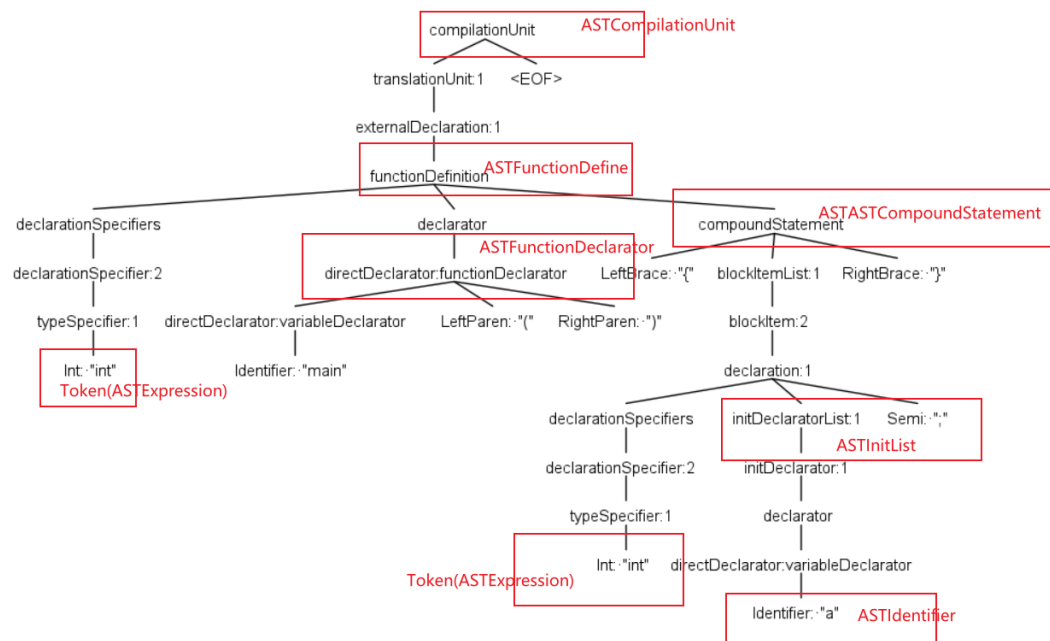 compilationUnit ASTCompilationUnit
translationUnit:1 <EOF>
externalDeclaration:1
ASTFunctionDefine
functionDefinition
declarationSpecifiers declarator compoundStatement ASTASTCompoundStatement
ASTFunctionDeclarator
declarationSpecifier:2 directDeclarator:functionDeclarator LeftBrace:·"{" blockItemList:1 RightBrace:·"}"
typeSpecifier:1 directDeclarator:variableDeclarator LeftParen:·"(" RightParen:·")" blockItem:2
Int:·"int" Identifier:·"main" declaration:1
Token(ASTExpression)
declarationSpecifiers initDeclaratorList:1 Semi:·";"
ASTInitList
declarationSpecifier:2 initDeclarator:1
typeSpecifier:1 declarator
Int:·"int" directDeclarator:variableDeclarator
Token(ASTExpression)
Identifier:·"a" ASTIdentifier